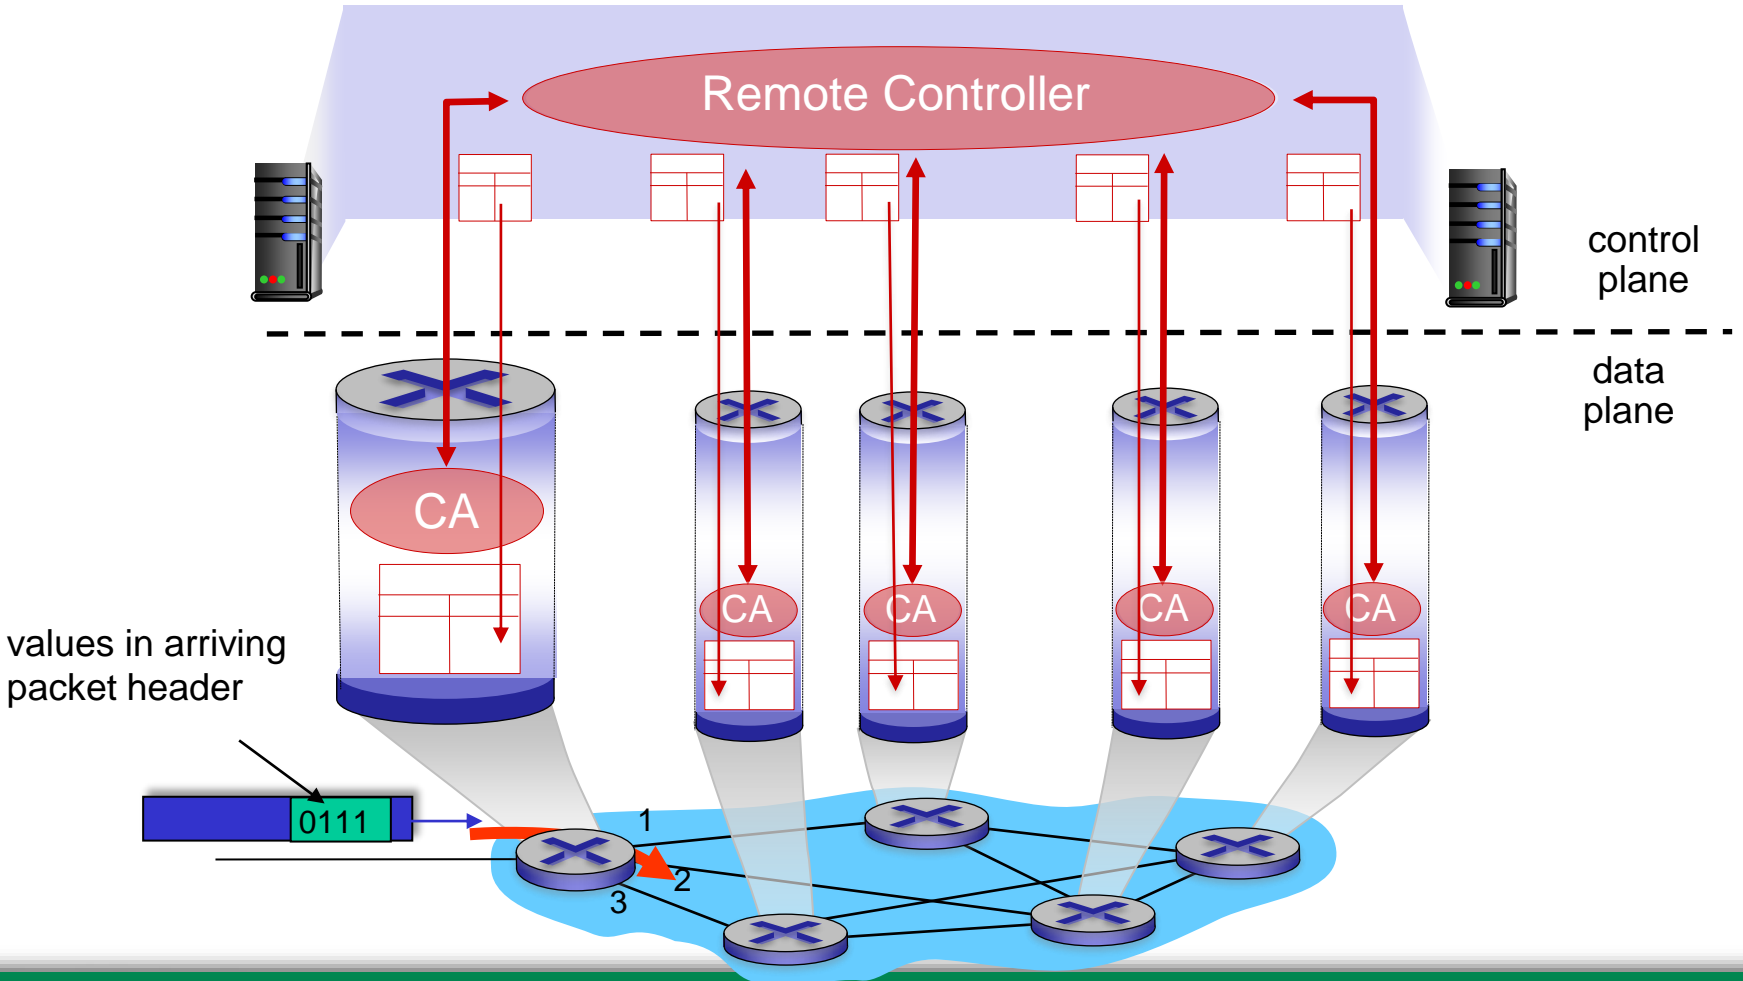 Remote Controller
control
plane
data
plane
CA
CA
CA
CA
CA
values in arriving
packet header
0111
1
2
3